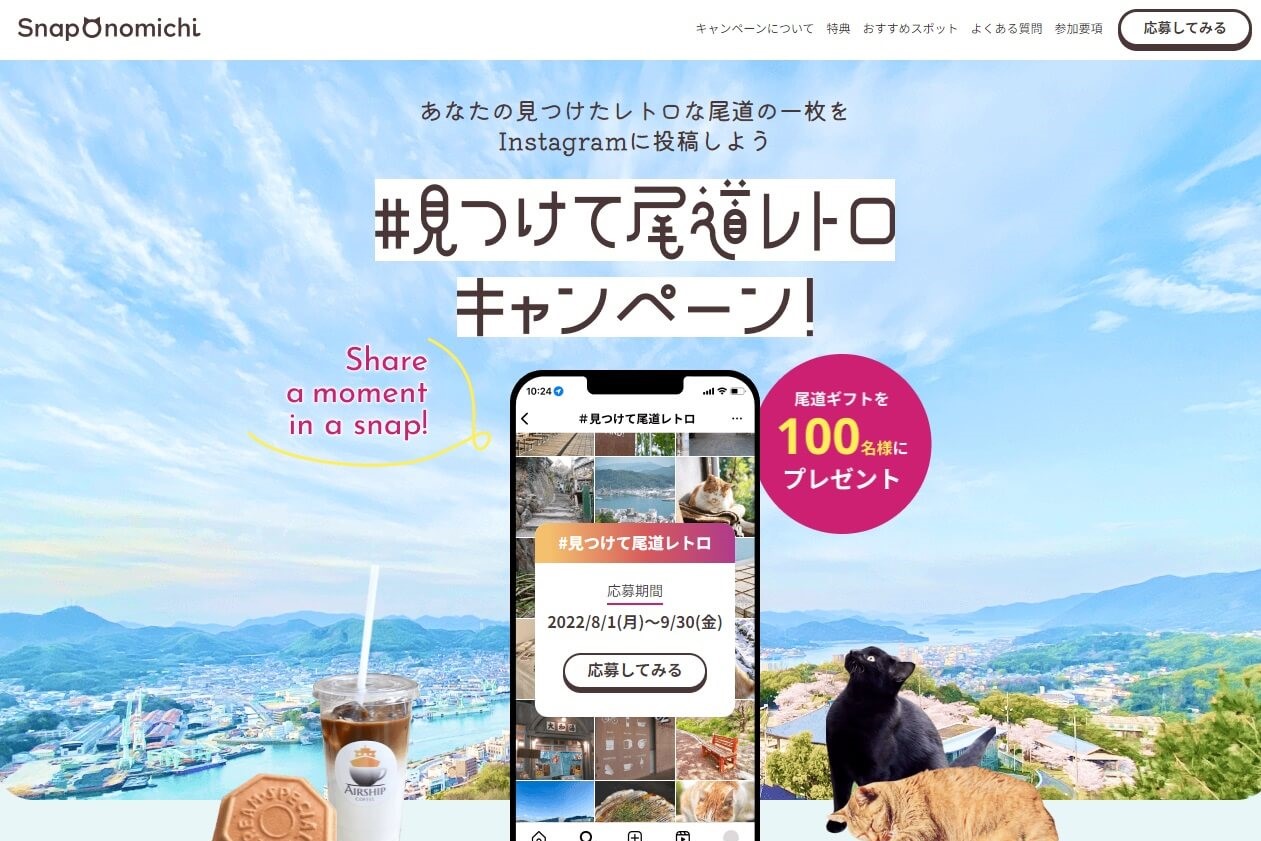 SnapOnomichi
キャンペーンについて 特典 おすすめスポット よくある質問 参加要項 応募してみる
あなたの見つけたレトロな尾道の一枚を
Instagramに投稿しよう
#見つけて尾道レトロ
キャンペーン!
Share
a moment
in a snap!
10:24
#見つけて尾道レトロ
尾道ギフトを
100名様に
プレゼント
#見つけて尾道レトロ
応募期間
2022/8/1(月)〜9/30(金)
応募してみる
AIRSHIP
COFFEE